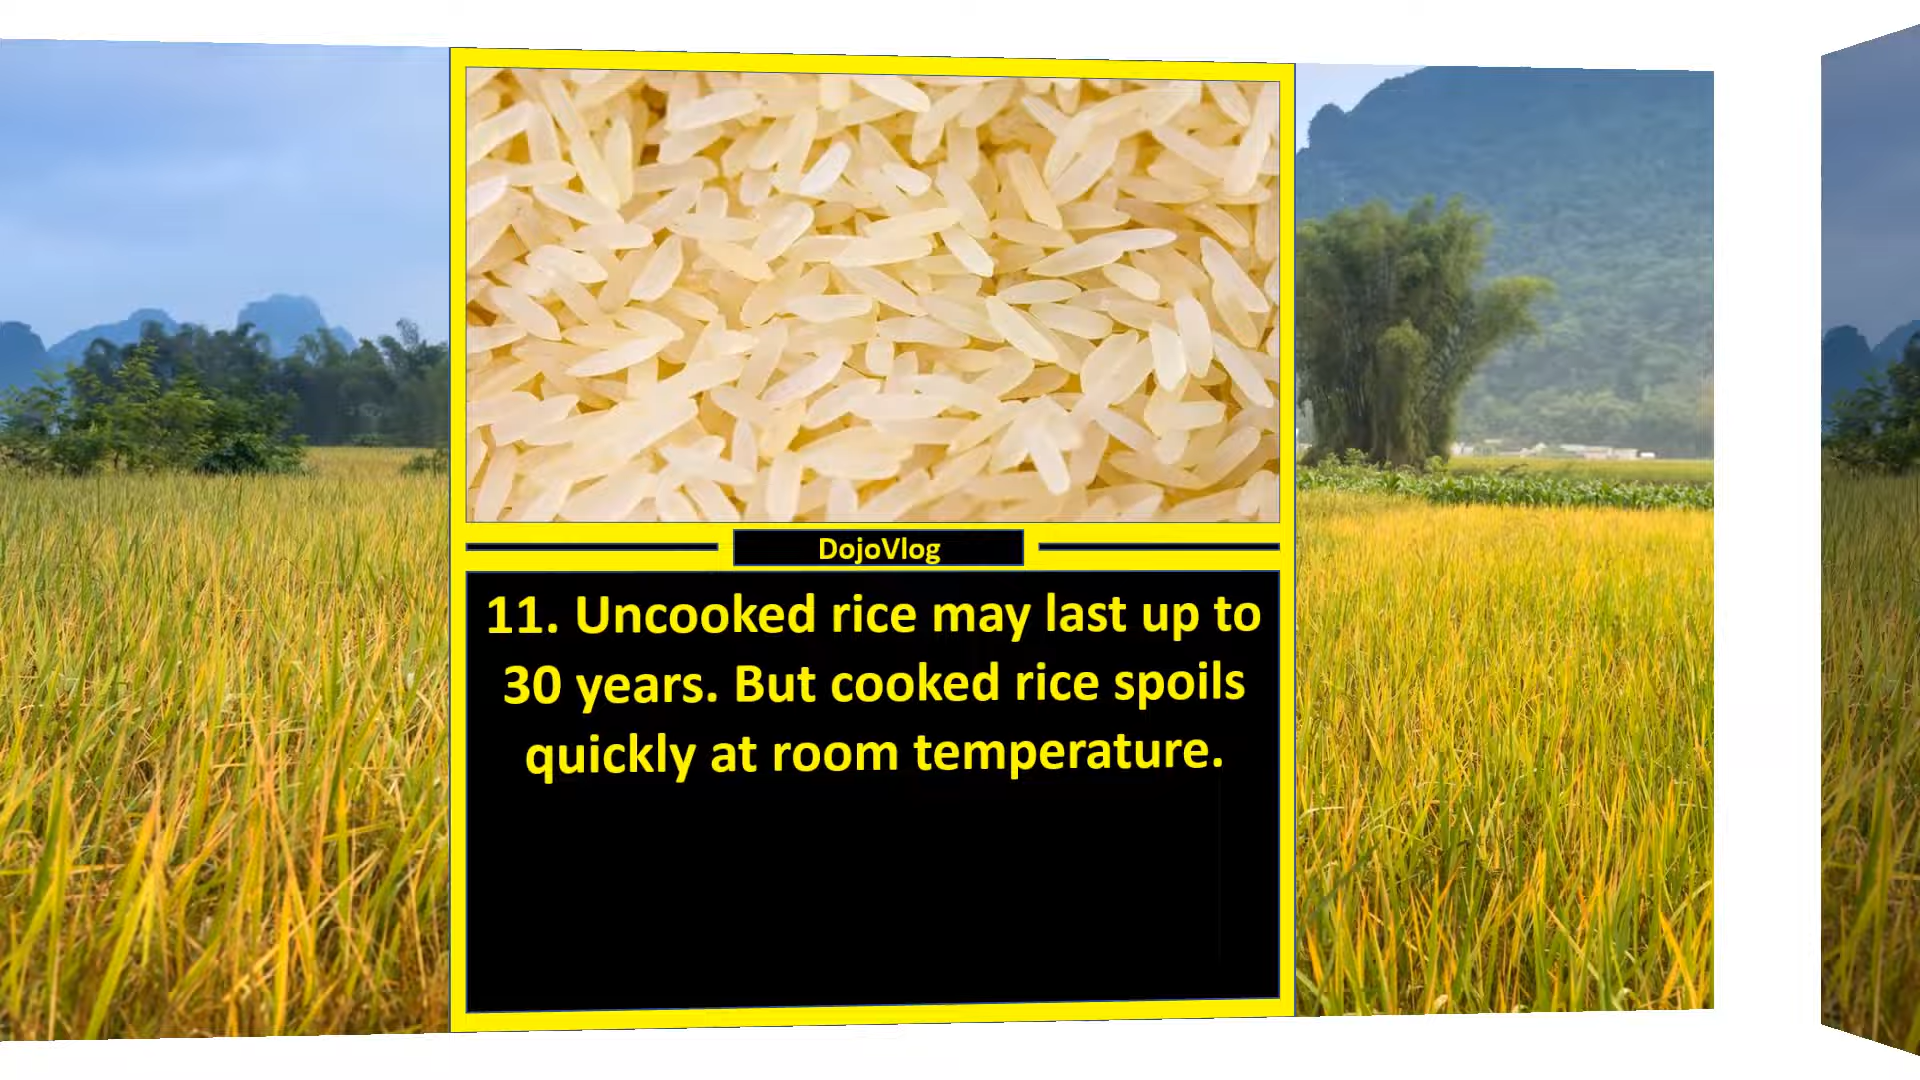 DojoVlog
11. Uncooked rice may last up to
30 years. But cooked rice spoils
quickly at room temperature.